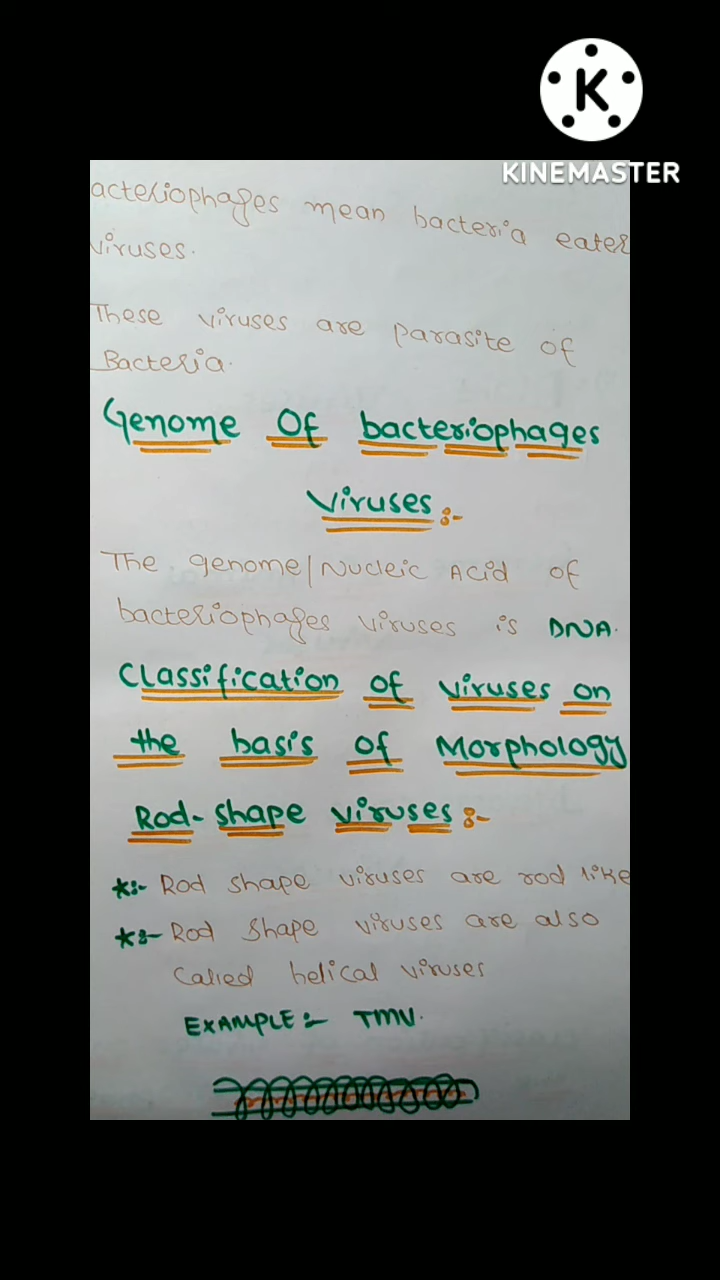 KINEMASTER
acteriophages mean bacteria eater
viruses.
These viruses are parasite of
Bacteria.
Genome Of bacteriophages
Viruses:-
The genome/Nucleic Acid of
bacteriophages viruses is DNA.
Classification of viruses on
the basis of Morphology
Rod-shape viruses:-
*:- Rod shape viruses are rod like
*:- Rod shape viruses are also
Called helical viruses
EXAMPLE:- TMV.